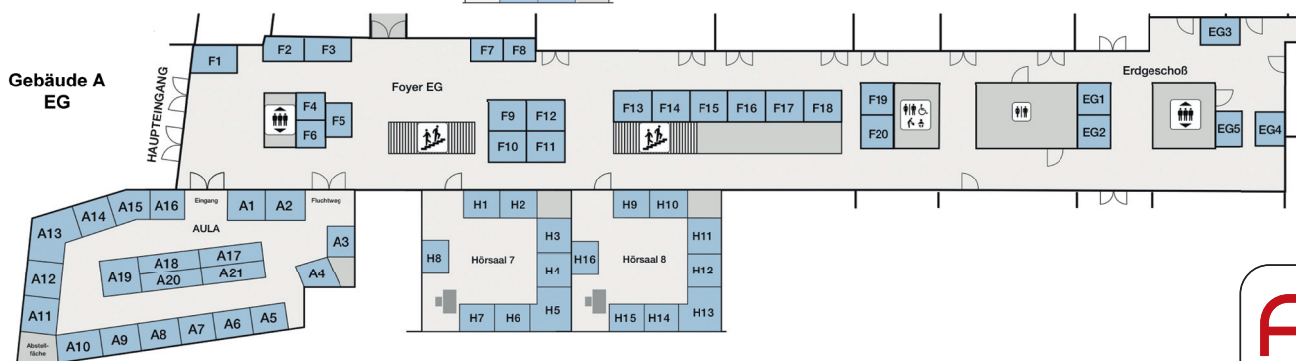 Gebäude A
EG
HAUPTEINGANG
F1
F2
F3
F7
F8
EG3
Foyer EG
Erdgeschoß
F4
F5
F6
F9
F12
F10
F11
F13
F14
F15
F16
F17
F18
F19
F20
EG1
EG2
EG5
EG4
A13
A14
A15
A16
Eingang
A1
A2
Fluchtweg
AULA
A3
A4
A12
A11
A19
A18
A17
A20
A21
Abstell-
fäche
A10
A9
A8
A7
A6
A5
H1
H2
H3
H8
Hörsaal 7
H4
H5
H7
H6
H9
H10
H11
H16
Hörsaal 8
H12
H13
H15
H14